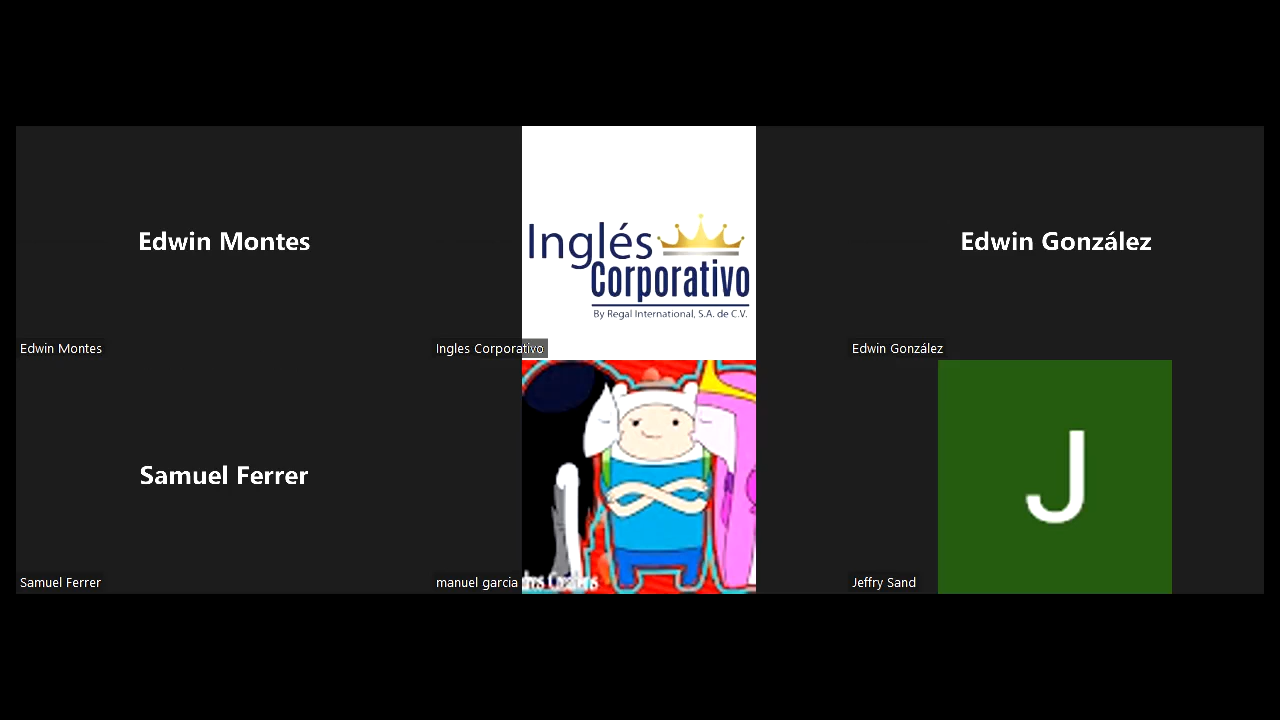 Edwin Montes
Edwin Montes
Inglés
Corporativo
By Regal International, S.A. de C.V.
Ingles Corporativo
Edwin González
Edwin González
Samuel Ferrer
Samuel Ferrer
manuel garcia
J
Jeffry Sand